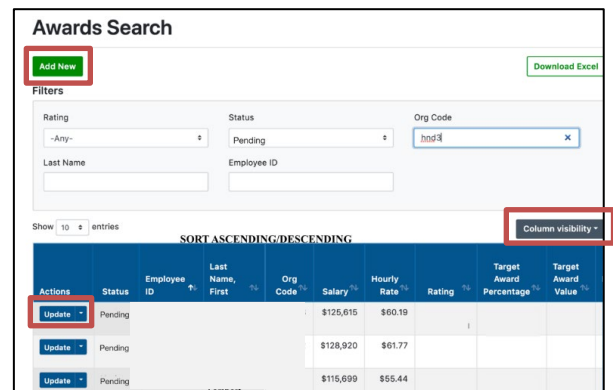 Awards Search
Add New
Download Excel
Filters
Rating Status Org Code
-Any- Pending hnd3 ×
Last Name Employee ID
Show 10 entries
Column visibility
SORT ASCENDING/DESCENDING
Actions Status Employee ID Last Name, First Org Code Salary Hourly Rate Rating Target Award Percentage Target Award Value
Update Pending $125,615 $60.19
Update Pending $128,920 $61.77
Update Pending $115,699 $55.44